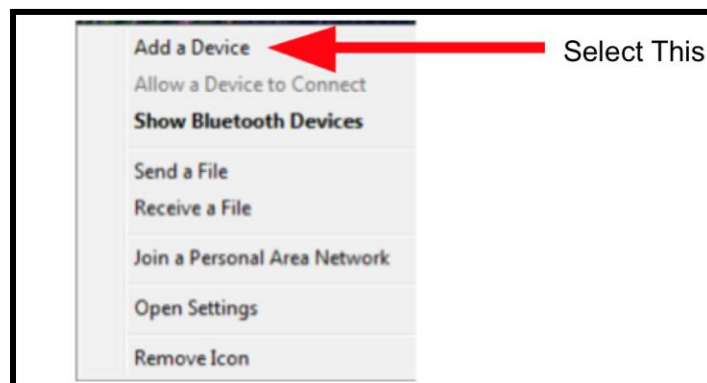 Add a Device
Select This
Allow a Device to Connect
Show Bluetooth Devices
Send a File
Receive a File
Join a Personal Area Network
Open Settings
Remove Icon